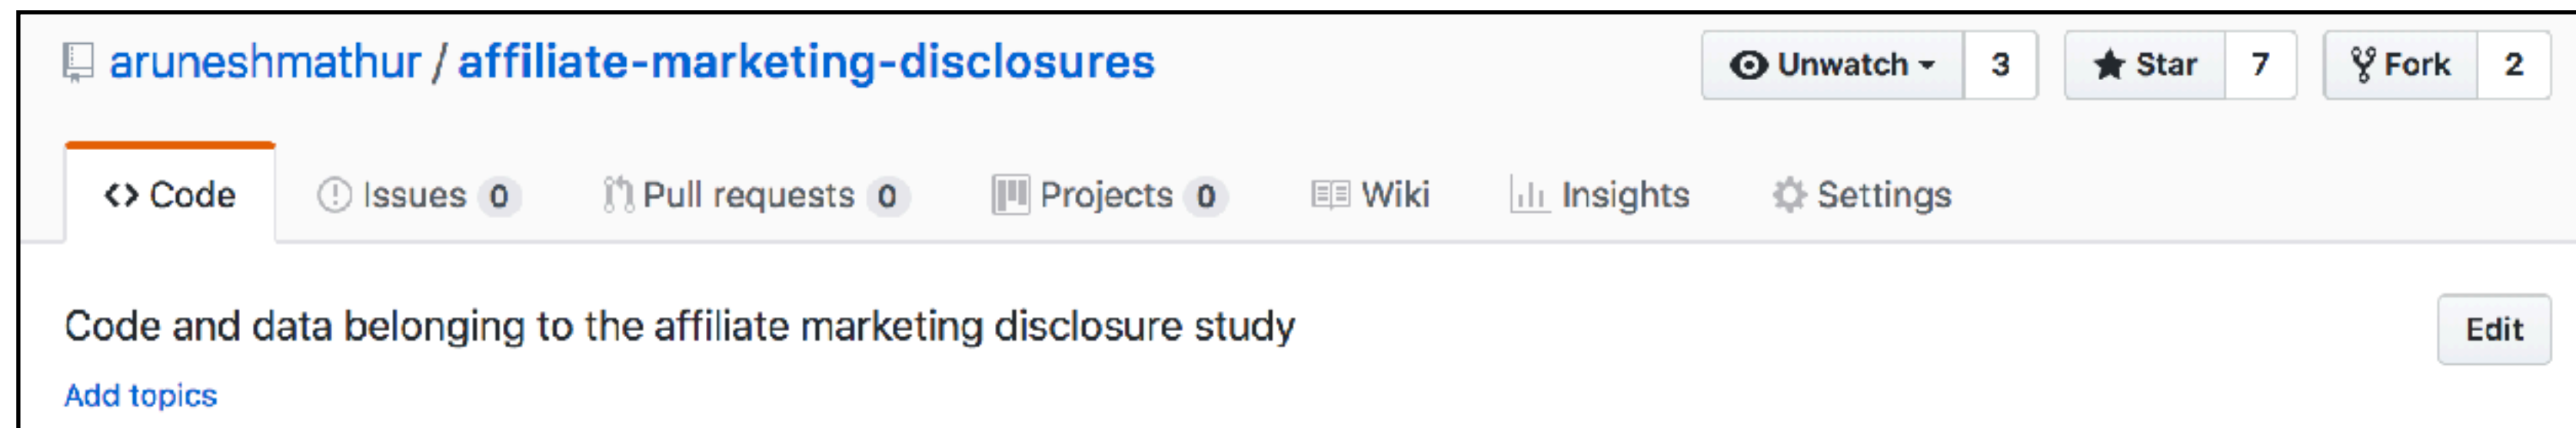 aruneshmathur / affiliate-marketing-disclosures Unwatch 3 Star 7 Fork 2
Code Issues 0 Pull requests 0 Projects 0 Wiki Insights Settings
Code and data belonging to the affiliate marketing disclosure study Edit
Add topics